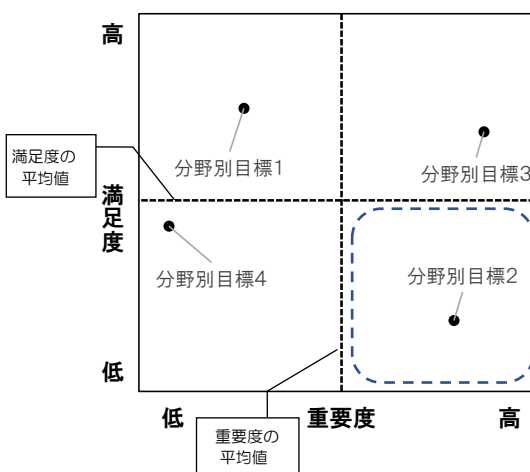 高
満足度の
平均値
分野別目標1
分野別目標3
満足度
分野別目標4
分野別目標2
低
低
重要度
高
重要度の
平均値